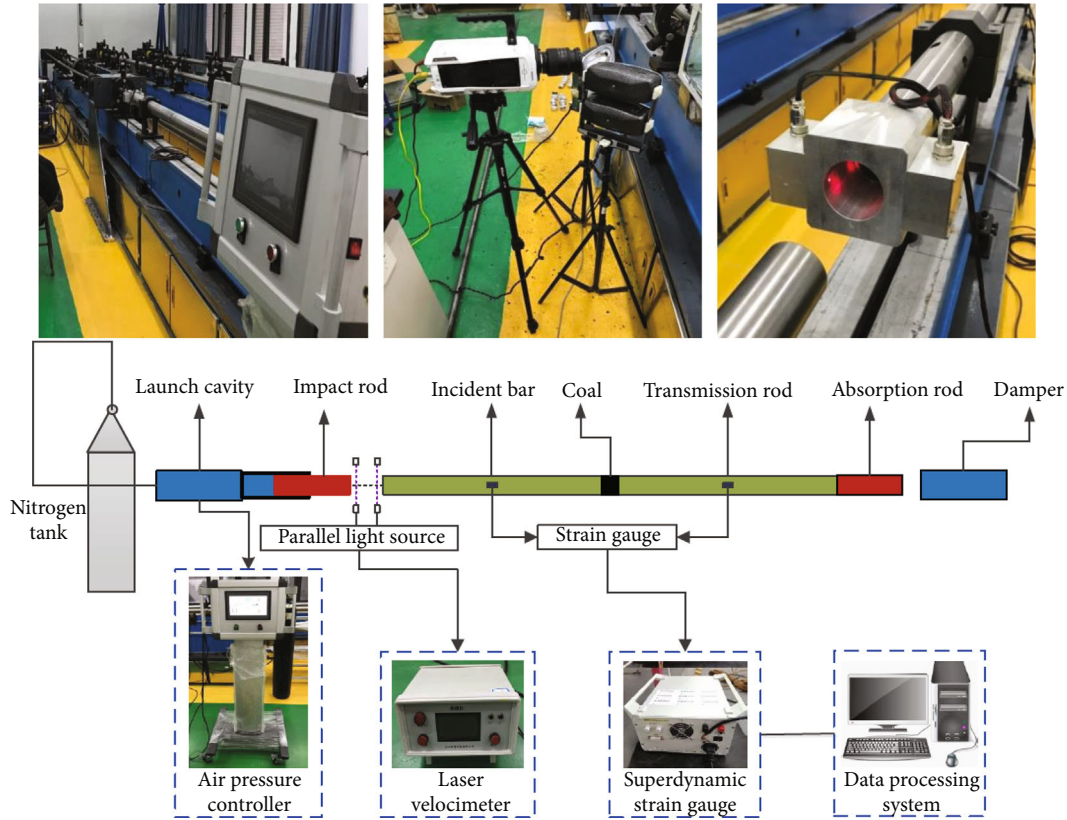 Launch cavity
Impact rod
Incident bar
Coal
Transmission rod
Absorption rod
Damper
Nitrogen
tank
Parallel light source
Strain gauge
Air pressure
controller
Laser
velocimeter
Superdynamic
strain gauge
Data processing
system